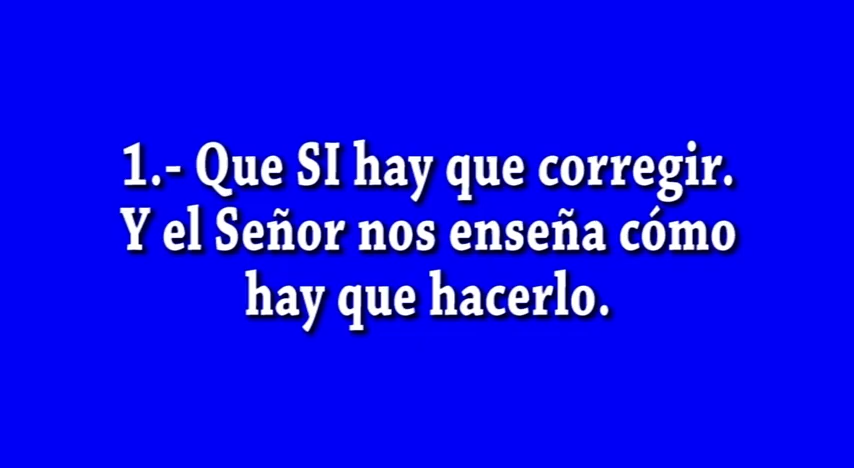 1.- Que SI hay que corregir.
Y el Señor nos enseña cómo
hay que hacerlo.